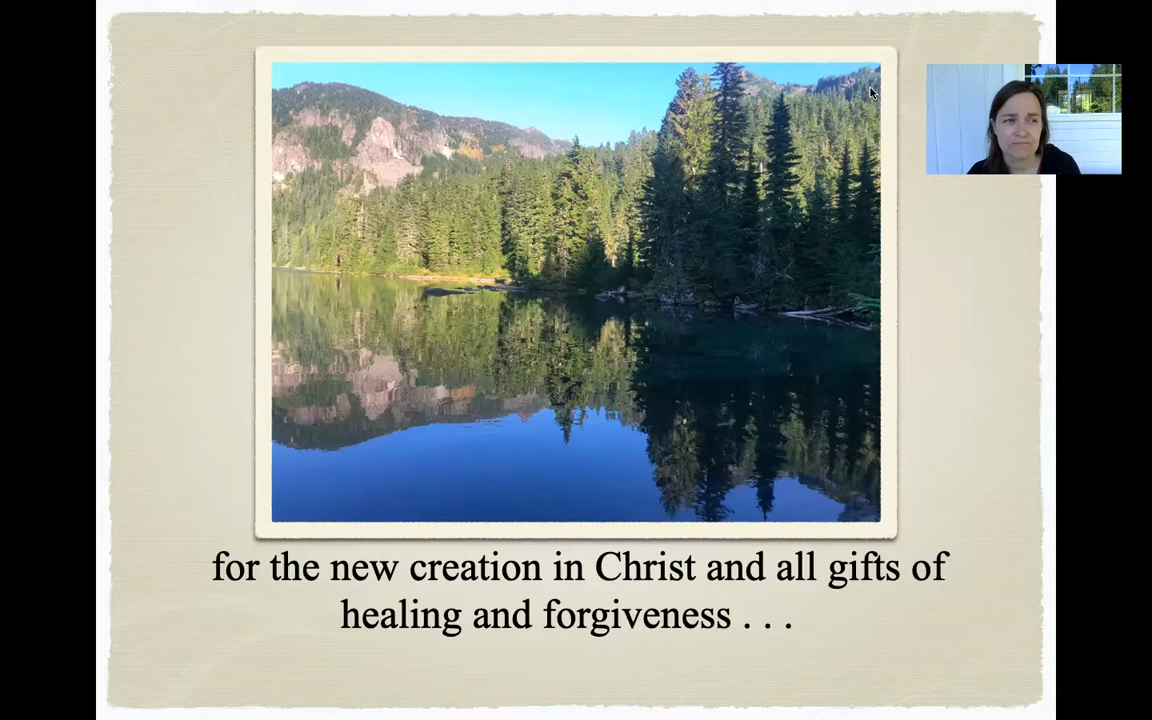 for the new creation in Christ and all gifts of
healing and forgiveness . . .